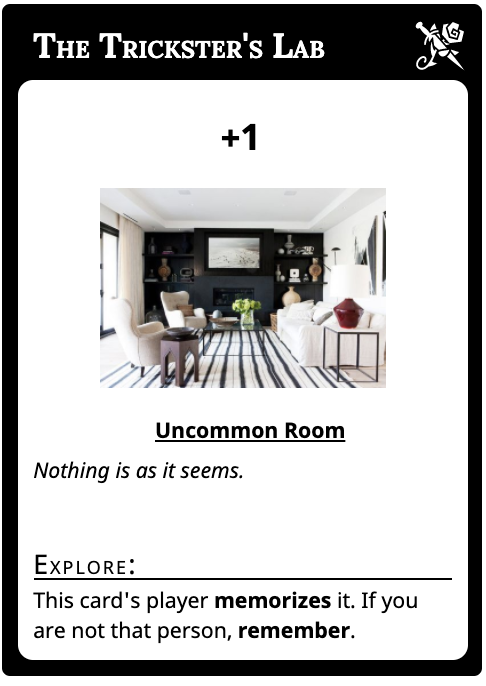 The Trickster's Lab
+1
Uncommon Room
Nothing is as it seems.
Explore:
This card's player memorizes it. If you
are not that person, remember.